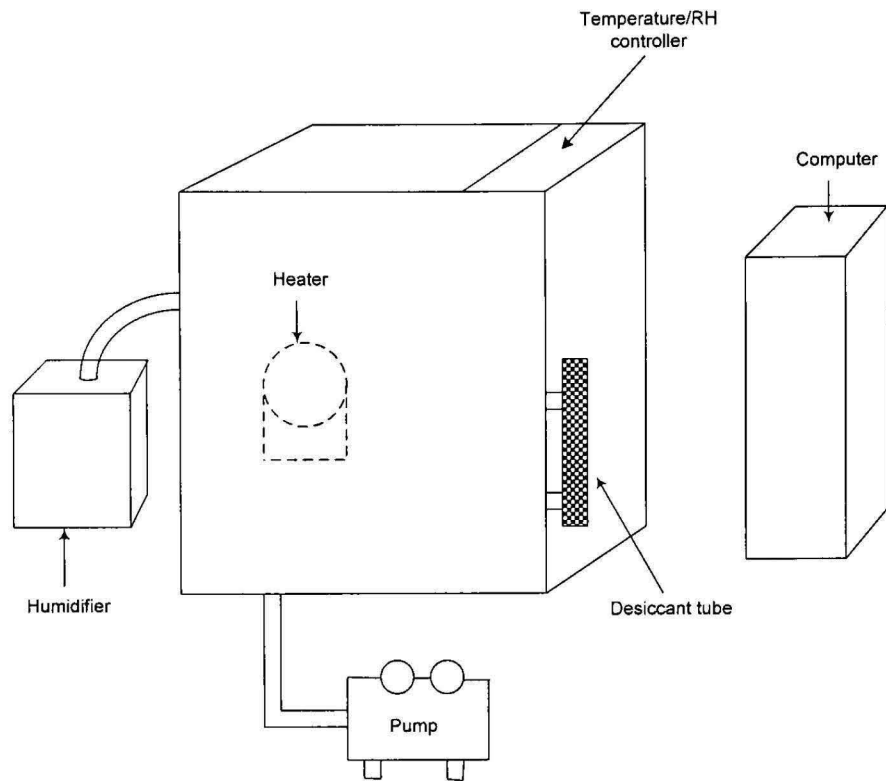 Temperature/RH
controller
Computer
Heater
Humidifier
Desiccant tube
Pump